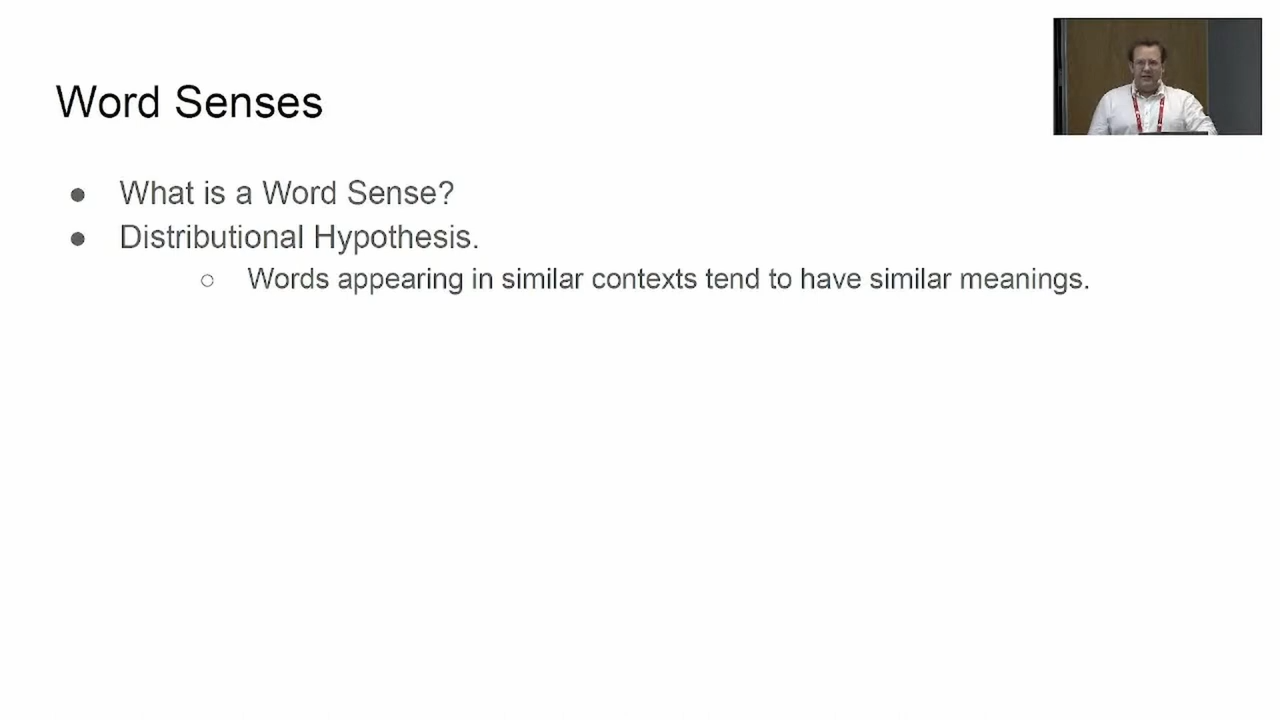 Word Senses
● What is a Word Sense?
● Distributional Hypothesis.
○ Words appearing in similar contexts tend to have similar meanings.